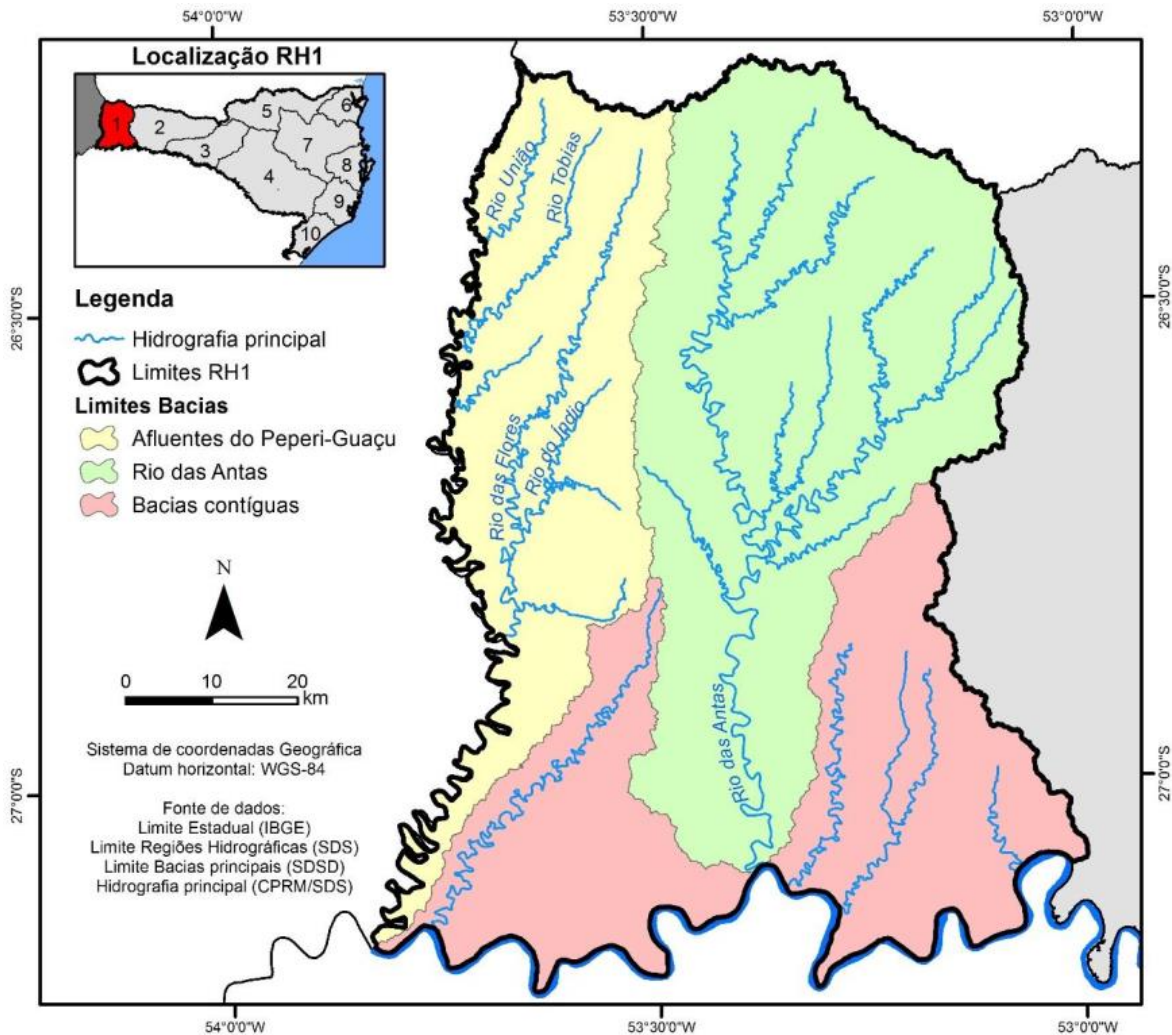 54°0'0"W
53°30'0"W
53°0'0"W
Localização RH1
1
2
3
4
5
6
7
8
9
10
Rio União
Rio Tobias
26°30'0"S
26°30'0"S
Legenda
Hidrografia principal
Limites RH1
Limites Bacias
Afluentes do Peperi-Guaçu
Rio das Antas
Bacias contíguas
Rio das Flores
Rio do Índio
N
0 10 20
km
Rio das Antas
Sistema de coordenadas Geográfica
Datum horizontal: WGS-84
27°0'0"S
27°0'0"S
Fonte de dados:
Limite Estadual (IBGE)
Limite Regiões Hidrográficas (SDS)
Limite Bacias principais (SDSD)
Hidrografia principal (CPRM/SDS)
54°0'0"W
53°30'0"W
53°0'0"W